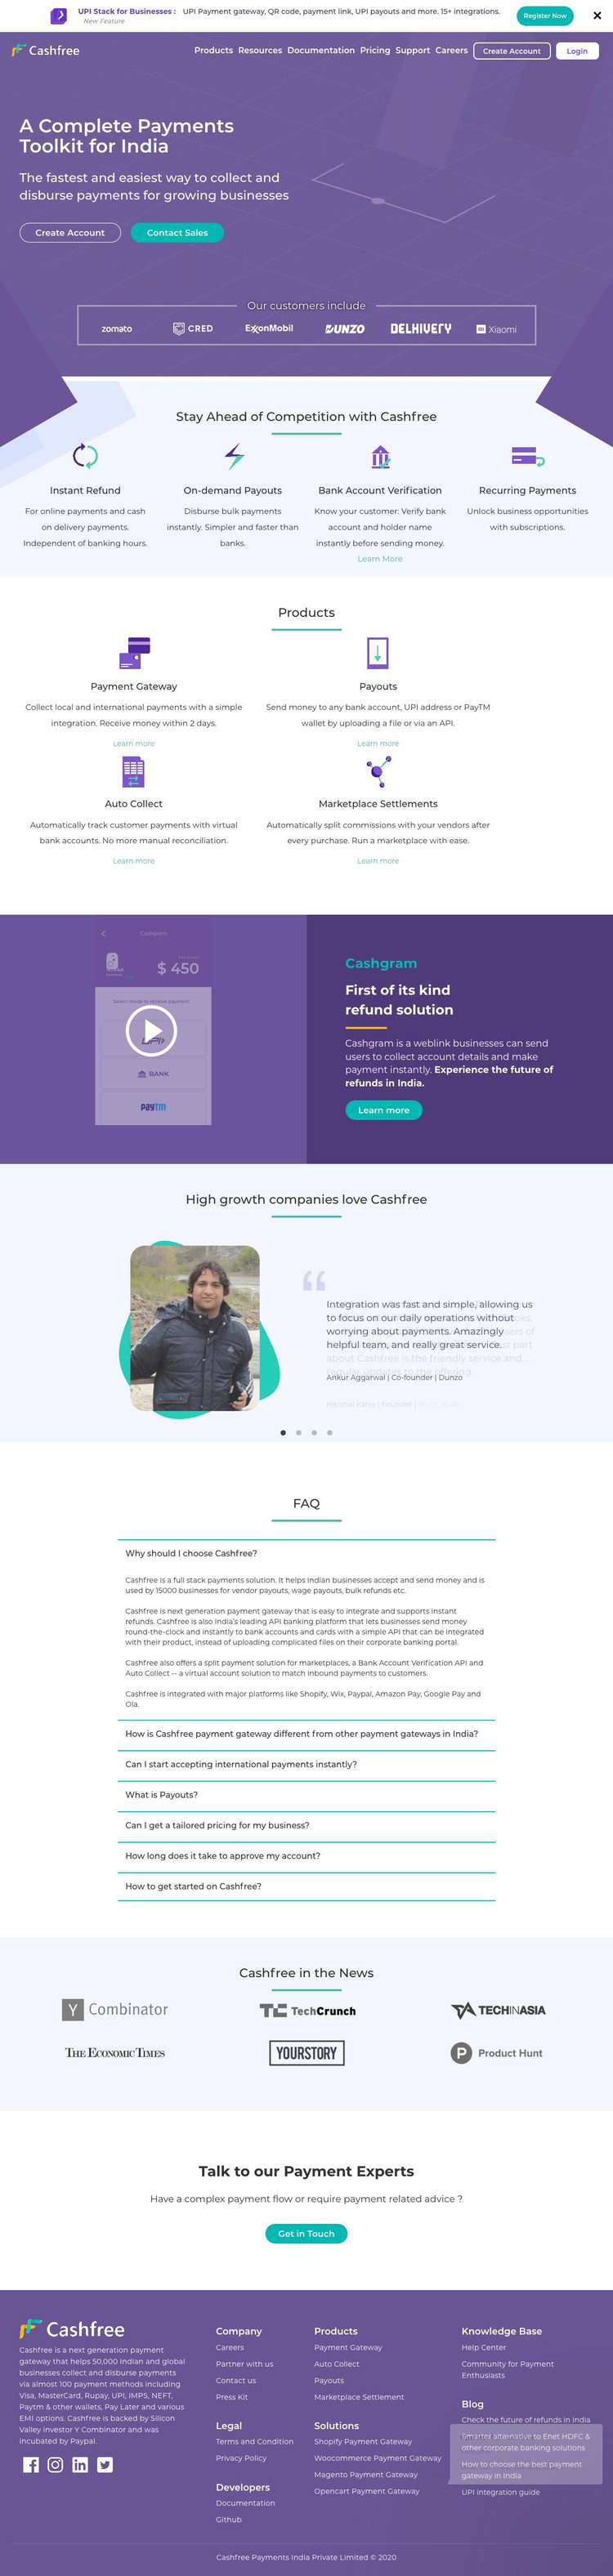 UPI Stack for Businesses : UPI Payment gateway, QR code, payment link, UPI payouts and more. 15+ integrations.
New Feature
Register Now
Cashfree
Products Resources Documentation Pricing Support Careers Create Account Login
A Complete Payments
Toolkit for India
The fastest and easiest way to collect and
disburse payments for growing businesses
Create Account Contact Sales
Our customers include
zomato CRED ExxonMobil DUNZO DELHIVERY Xiaomi
Stay Ahead of Competition with Cashfree
Instant Refund
For online payments and cash
on delivery payments.
Independent of banking hours.
On-demand Payouts
Disburse bulk payments
instantly. Simpler and faster than
banks.
Bank Account Verification
Know your customer: Verify bank
account and holder name
instantly before sending money.
Learn More
Recurring Payments
Unlock business opportunities
with subscriptions.
Products
Payment Gateway
Collect local and international payments with a simple
integration. Receive money within 2 days.
Learn more
Payouts
Send money to any bank account, UPI address or PayTM
wallet by uploading a file or via an API.
Learn more
Auto Collect
Automatically track customer payments with virtual
bank accounts. No more manual reconciliation.
Learn more
Marketplace Settlements
Automatically split commissions with your vendors after
every purchase. Run a marketplace with ease.
Learn more
Cashgram
$ 450
Select mode to receive payment
UPI
BANK
paytm
Cashgram
First of its kind
refund solution
Cashgram is a weblink businesses can send
users to collect account details and make
payment instantly. Experience the future of
refunds in India.
Learn more
High growth companies love Cashfree
Integration was fast and simple, allowing us
to focus on our daily operations without
worrying about payments. Amazingly
helpful team, and really great service.
about Cashfree is the friendly service and
Ankur Aggarwal | Co-founder | Dunzo
FAQ
Why should I choose Cashfree?
Cashfree is a full stack payments solution. It helps Indian businesses accept and send money and is
used by 15000 businesses for vendor payouts, wage payouts, bulk refunds etc.
Cashfree is next generation payment gateway that is easy to integrate and supports instant
refunds. Cashfree is also India's leading API banking platform that lets businesses send money
round-the-clock and instantly to bank accounts and cards with a simple API that can be integrated
with their product, instead of uploading complicated files on their corporate banking portal.
Cashfree also offers a split payment solution for marketplaces, a Bank Account Verification API and
Auto Collect -- a virtual account solution to match inbound payments to customers.
Cashfree is integrated with major platforms like Shopify, Wix, Paypal, Amazon Pay, Google Pay and
Ola.
How is Cashfree payment gateway different from other payment gateways in India?
Can I start accepting international payments instantly?
What is Payouts?
Can I get a tailored pricing for my business?
How long does it take to approve my account?
How to get started on Cashfree?
Cashfree in the News
Y Combinator TC TechCrunch TECHINASIA
THE ECONOMIC TIMES YOURSTORY P Product Hunt
Talk to our Payment Experts
Have a complex payment flow or require payment related advice ?
Get in Touch
Cashfree
Cashfree is a next generation payment
gateway that helps 50,000 Indian and global
businesses collect and disburse payments
via almost 100 payment methods including
Visa, MasterCard, Rupay, UPI, IMPS, NEFT,
Paytm & other wallets, Pay Later and various
EMI options. Cashfree is backed by Silicon
Valley investor Y Combinator and was
incubated by Paypal.
Company
Careers
Partner with us
Contact us
Press Kit
Legal
Terms and Condition
Privacy Policy
Developers
Documentation
Github
Products
Payment Gateway
Auto Collect
Payouts
Marketplace Settlement
Solutions
Shopify Payment Gateway
Woocommerce Payment Gateway
Magento Payment Gateway
Opencart Payment Gateway
Knowledge Base
Help Center
Community for Payment
Enthusiasts
Blog
Check the future of refunds in India
Smarter alternative to Enet HDFC &
other corporate banking solutions
How to choose the best payment
gateway in India
UPI integration guide
Cashfree Payments India Private Limited © 2020